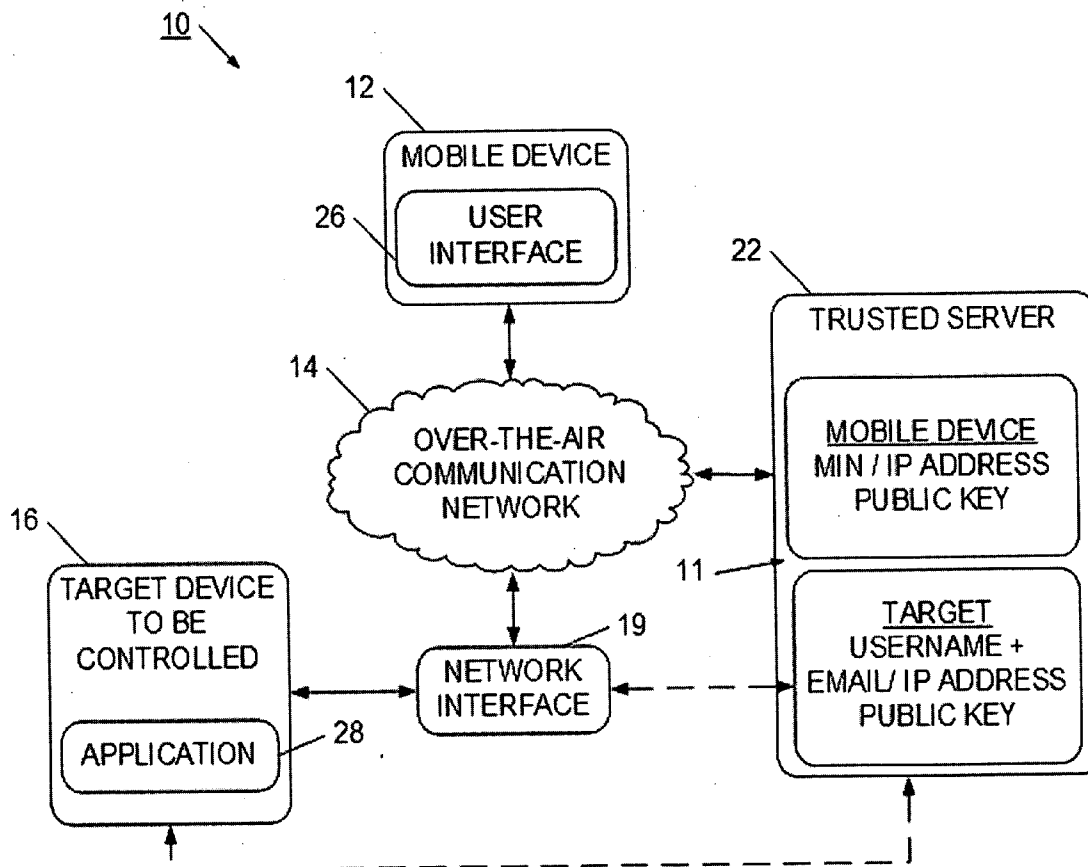 10
12
MOBILE DEVICE
26
USER
INTERFACE
22
TRUSTED SERVER
14
OVER-THE-AIR
COMMUNICATION
NETWORK
MOBILE DEVICE
MIN / IP ADDRESS
PUBLIC KEY
11
16
TARGET DEVICE
TO BE
CONTROLLED
APPLICATION
28
19
NETWORK
INTERFACE
TARGET
USERNAME +
EMAIL/ IP ADDRESS
PUBLIC KEY